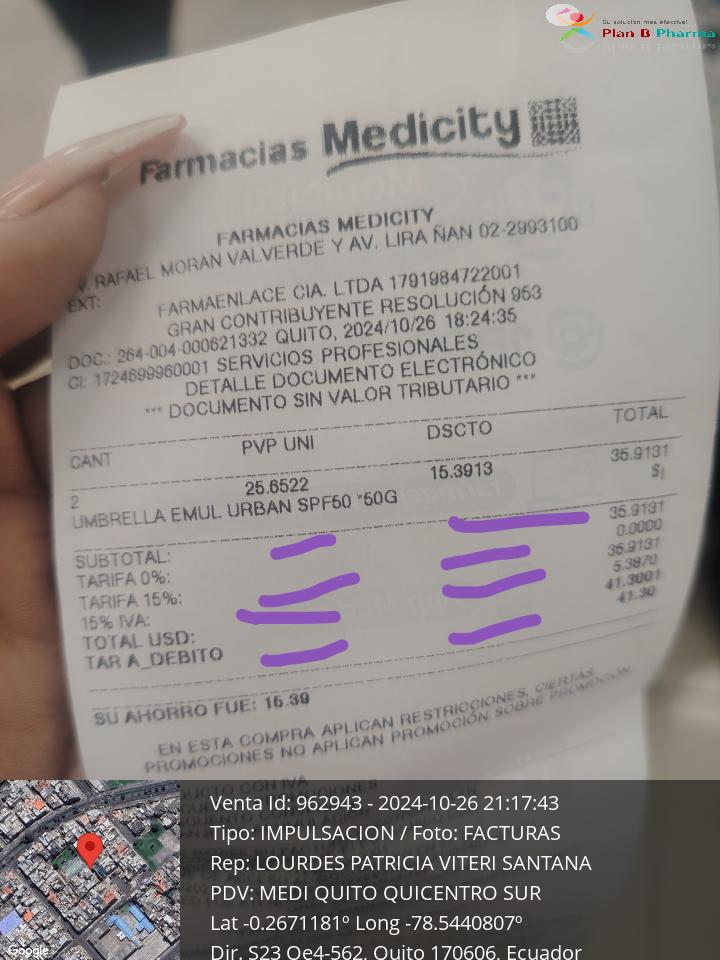 Su solución más efectiva!
Plan B Pharma
Farmacias Medicity
FARMACIAS MEDICITY
V. RAFAEL MORAN VALVERDE Y AV. LIRA ÑAN 02-2993100
EXT:
FARMAENLACE CIA. LTDA 1791984722001
GRAN CONTRIBUYENTE RESOLUCIÓN 953
DOC.: 264-004-000621332 QUITO, 2024/10/26 18:24:35
CI: 1724699960001 SERVICIOS PROFESIONALES
DETALLE DOCUMENTO ELECTRÓNICO
*** DOCUMENTO SIN VALOR TRIBUTARIO ***
CANT PVP UNI DSCTO TOTAL
2 25.6522 15.3913 35.9131
UMBRELLA EMUL URBAN SPF50 *50G S|
SUBTOTAL: 35.9131
TARIFA 0%: 0.0000
TARIFA 15%: 35.9131
15% IVA: 5.3870
TOTAL USD: 41.3001
TAR A_DEBITO 41.30
SU AHORRO FUE: 15.39
EN ESTA COMPRA APLICAN RESTRICCIONES, CIERTAS
PROMOCIONES NO APLICAN PROMOCIÓN SOBRE PROMOCIÓN.
Venta Id: 962943 - 2024-10-26 21:17:43
Tipo: IMPULSACION / Foto: FACTURAS
Rep: LOURDES PATRICIA VITERI SANTANA
PDV: MEDI QUITO QUICENTRO SUR
Lat -0.2671181º Long -78.5440807º
Dir. S23 Oe4-562, Quito 170606, Ecuador
Google